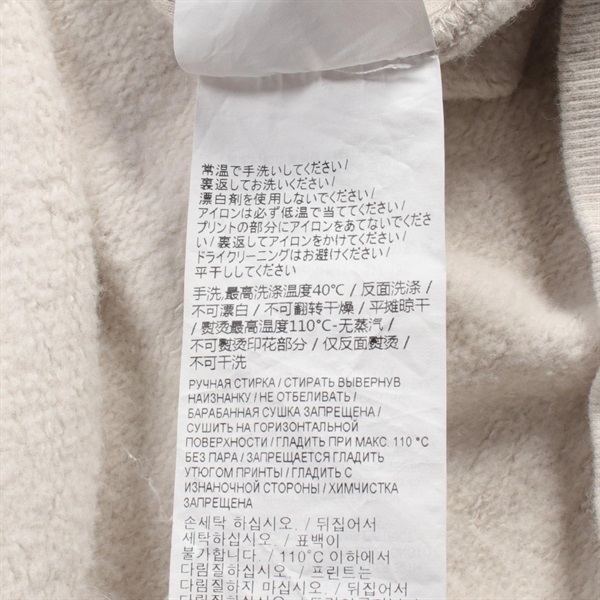 常温で手洗いしてください/
裏返してお洗いください/
漂白剤を使用しないでください/
アイロンは必ず低温で当ててください/
プリントの部分にアイロンをあてないでください
/ 裏返してアイロンをかけてください/
ドライクリーニングはお避けください/
平干ししてください
手洗,最高洗涤温度40℃ / 反面洗涤 /
不可漂白 / 不可翻转干燥 / 平摊晾干
/ 熨烫最高温度110℃-无蒸汽 /
不可熨烫印花部分 / 仅反面熨烫 /
不可干洗
РУЧНАЯ СТИРКА / СТИРАТЬ ВЫВЕРНУВ
НАИЗНАНКУ / НЕ ОТБЕЛИВАТЬ /
БАРАБАННАЯ СУШКА ЗАПРЕЩЕНА /
СУШИТЬ НА ГОРИЗОНТАЛЬНОЙ
ПОВЕРХНОСТИ / ГЛАДИТЬ ПРИ МАКС. 110 °C
БЕЗ ПАРА / ЗАПРЕЩАЕТСЯ ГЛАДИТЬ
УТЮГОМ ПРИНТЫ / ГЛАДИТЬ С
ИЗНАНОЧНОЙ СТОРОНЫ / ХИМЧИСТКА
ЗАПРЕЩЕНА
손세탁 하십시오. / 뒤집어서
세탁하십시오. / 표백이
불가합니다. / 110℃ 이하에서
다림질하십시오. / 프린트는
다림질하지 마십시오. / 뒤집어서